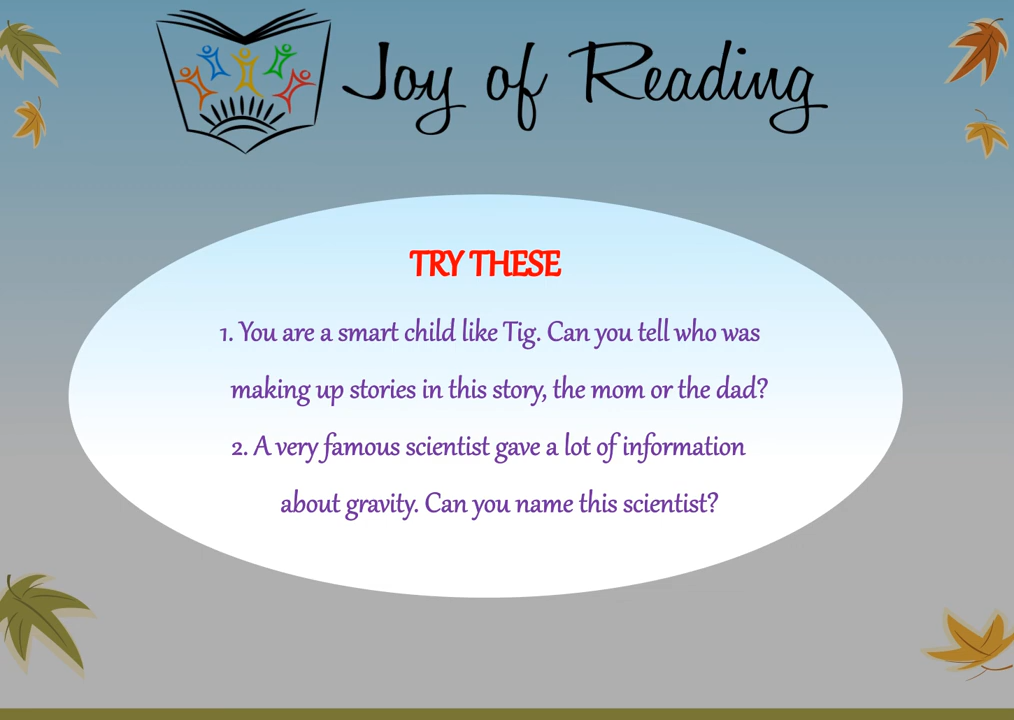 Joy of Reading
TRY THESE
1. You are a smart child like Tig. Can you tell who was
making up stories in this story, the mom or the dad?
2. A very famous scientist gave a lot of information
about gravity. Can you name this scientist?